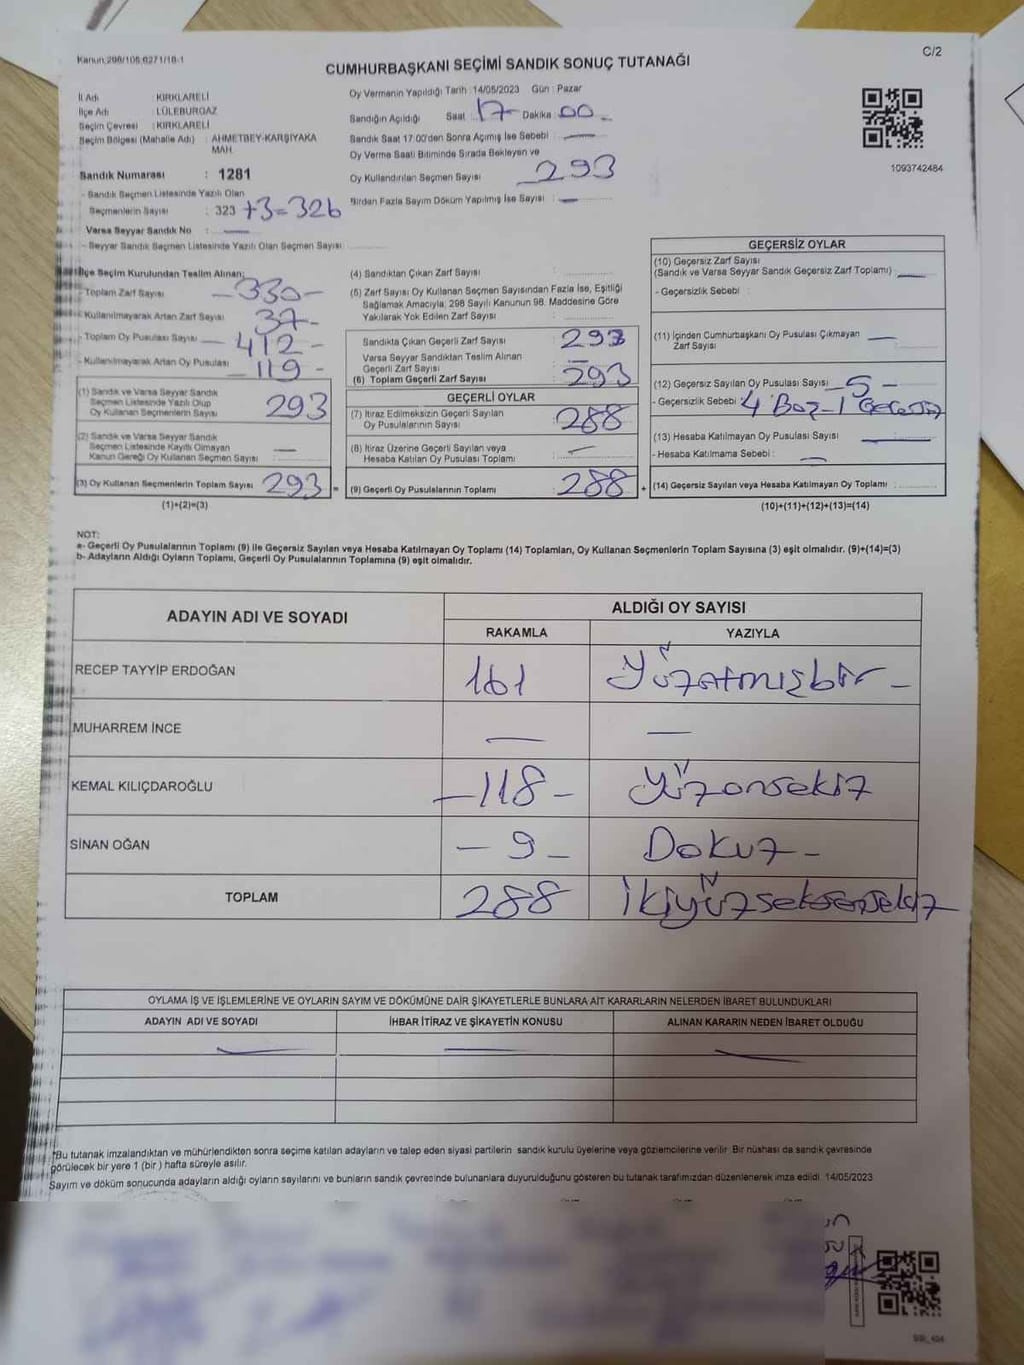 Kanun:298/105,6271/18-1
C/2
CUMHURBAŞKANI SEÇİMİ SANDIK SONUÇ TUTANAĞI
İl Adı : KIRKLARELİ
İlçe Adı : LÜLEBURGAZ
Seçim Çevresi : KIRKLARELİ
Seçim Bölgesi (Mahalle Adı) : AHMETBEY-KARŞIYAKA MAH.
Sandık Numarası : 1281
- Sandık Seçmen Listesinde Yazılı Olan
Seçmenlerin Sayısı : 323 +3=326
Varsa Seyyar Sandık No : —
- Seyyar Sandık Seçmen Listesinde Yazılı Olan Seçmen Sayısı
Oy Vermenin Yapıldığı Tarih : 14/05/2023 Gün : Pazar
Sandığın Açıldığı Saat 17- Dakika 00
Sandık Saat 17:00'den Sonra Açımış İse Sebebi : —
Oy Verme Saati Bitiminde Sırada Bekleyen ve
Oy Kullandırılan Seçmen Sayısı 293
Birden Fazla Sayım Döküm Yapılmış İse Sayısı : —
1093742484
İlçe Seçim Kurulundan Teslim Alınan;
- Toplam Zarf Sayısı -330-
- Kullanılmayarak Artan Zarf Sayısı 37-
- Toplam Oy Pusulası Sayısı - 412 -
- Kullanılmayarak Artan Oy Pusulası - 119 -
(1) Sandık ve Varsa Seyyar Sandık
Seçmen Listesinde Yazılı Olup
Oy Kullanan Seçmenlerin Sayısı 293
(2) Sandık ve Varsa Seyyar Sandık
Seçmen Listesinde Kayıtlı Olmayan
Kanun Gereği Oy Kullanan Seçmen Sayısı : —
(3) Oy Kullanan Seçmenlerin Toplam Sayısı 293 =
(1)+(2)=(3)
(4) Sandıktan Çıkan Zarf Sayısı :
(5) Zarf Sayısı Oy Kullanan Seçmen Sayısından Fazla İse, Eşitliği
Sağlamak Amacıyla, 298 Sayılı Kanunun 98. Maddesine Göre
Yakılarak Yok Edilen Zarf Sayısı :
Sandıkta Çıkan Geçerli Zarf Sayısı : 293
Varsa Seyyar Sandıktan Teslim Alınan
Geçerli Zarf Sayısı : —
(6) Toplam Geçerli Zarf Sayısı : 293
GEÇERLİ OYLAR
(7) İtiraz Edilmeksizin Geçerli Sayılan
Oy Pusulalarının Sayısı : 288
(8) İtiraz Üzerine Geçerli Sayılan veya
Hesaba Katılan Oy Pusulası Toplamı : —
(9) Geçerli Oy Pusulalarının Toplamı : 288 +
GEÇERSİZ OYLAR
(10) Geçersiz Zarf Sayısı
(Sandık ve Varsa Seyyar Sandık Geçersiz Zarf Toplamı) : —
- Geçersizlik Sebebi :
(11) İçinden Cumhurbaşkanı Oy Pusulası Çıkmayan
Zarf Sayısı —
(12) Geçersiz Sayılan Oy Pusulası Sayısı - 5 -
- Geçersizlik Sebebi : 4 Boş - 1 Geçersiz
(13) Hesaba Katılmayan Oy Pusulası Sayısı : —
- Hesaba Katılmama Sebebi : —
(14) Geçersiz Sayılan veya Hesaba Katılmayan Oy Toplamı :
(10)+(11)+(12)+(13)=(14)
NOT:
a- Geçerli Oy Pusulalarının Toplamı (9) ile Geçersiz Sayılan veya Hesaba Katılmayan Oy Toplamı (14) Toplamları, Oy Kullanan Seçmenlerin Toplam Sayısına (3) eşit olmalıdır. (9)+(14)=(3)
b- Adayların Aldığı Oyların Toplamı, Geçerli Oy Pusulalarının Toplamına (9) eşit olmalıdır.
ADAYIN ADI VE SOYADI
ALDIĞI OY SAYISI
RAKAMLA YAZIYLA
RECEP TAYYİP ERDOĞAN 161 Yüzatmışbir -
MUHARREM İNCE — —
KEMAL KILIÇDAROĞLU - 118 - Yüzonsekiz
SİNAN OĞAN - 9 - Dokuz -
TOPLAM 288 İkiyüzseksensekiz
OYLAMA İŞ VE İŞLEMLERİNE VE OYLARIN SAYIM VE DÖKÜMÜNE DAİR ŞİKAYETLERLE BUNLARA AİT KARARLARIN NELERDEN İBARET BULUNDUKLARI
ADAYIN ADI VE SOYADI İHBAR İTİRAZ VE ŞİKAYETİN KONUSU ALINAN KARARIN NEDEN İBARET OLDUĞU
— — —
*Bu tutanak imzalandıktan ve mühürlendikten sonra seçime katılan adayların ve talep eden siyasi partilerin sandık kurulu üyelerine veya gözlemcilerine verilir. Bir nüshası da sandık çevresinde
görülecek bir yere 1 (bir ) hafta süreyle asılır.
Sayım ve döküm sonucunda adayların aldığı oyların sayılarını ve bunların sandık çevresinde bulunanlara duyurulduğunu gösteren bu tutanak tarafımızdan düzenlenerek imza edildi. 14/05/2023